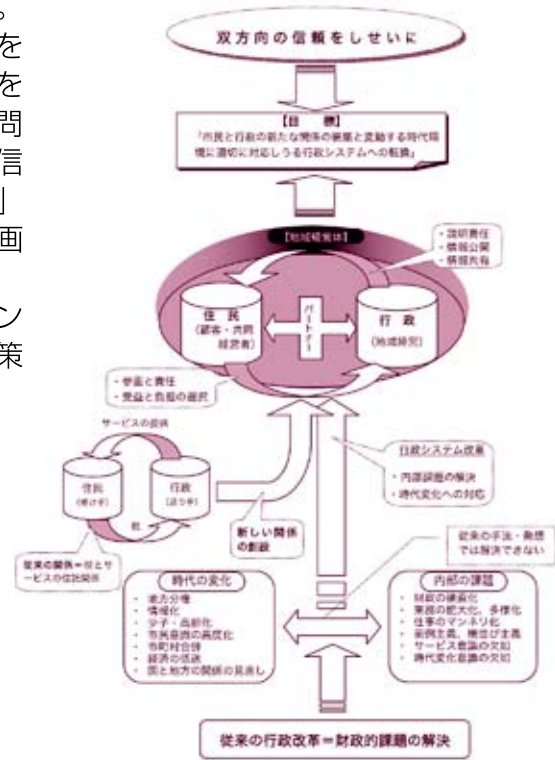 。
を
を
問
信
」
画
ン
策
双方向の信頼をしせいに
【目　標】
「市民と行政の新たな関係の構築と変動する時代環
境に適切に対応しうる行政システムへの転換」
【地域経営体】
・説明責任
・情報公開
・情報共有
住　民
（顧客・共同
経営者）
パートナー
行　政
（地域経営）
・参画と責任
・受益と負担の選択
サービスの提供
住民
（受け手）
行政
（送り手）
税
従来の関係＝税とサ
ービスの信託関係
新しい関係
の創設
行政システム改革
・内部課題の解決
・時代変化への対応
従来の手法・発想
では解決できない
時代の変化
・地方分権
・情報化
・少子・高齢化
・市民意識の高度化
・市町村合併
・経済の低迷
・国と地方の関係の見直し
内部の課題
・財政の硬直化
・業務の肥大化、多様化
・仕事のマンネリ化
・前例主義、横並び主義
・サービス意識の欠如
・時代変化意識の欠如
従来の行政改革＝財政的課題の解決